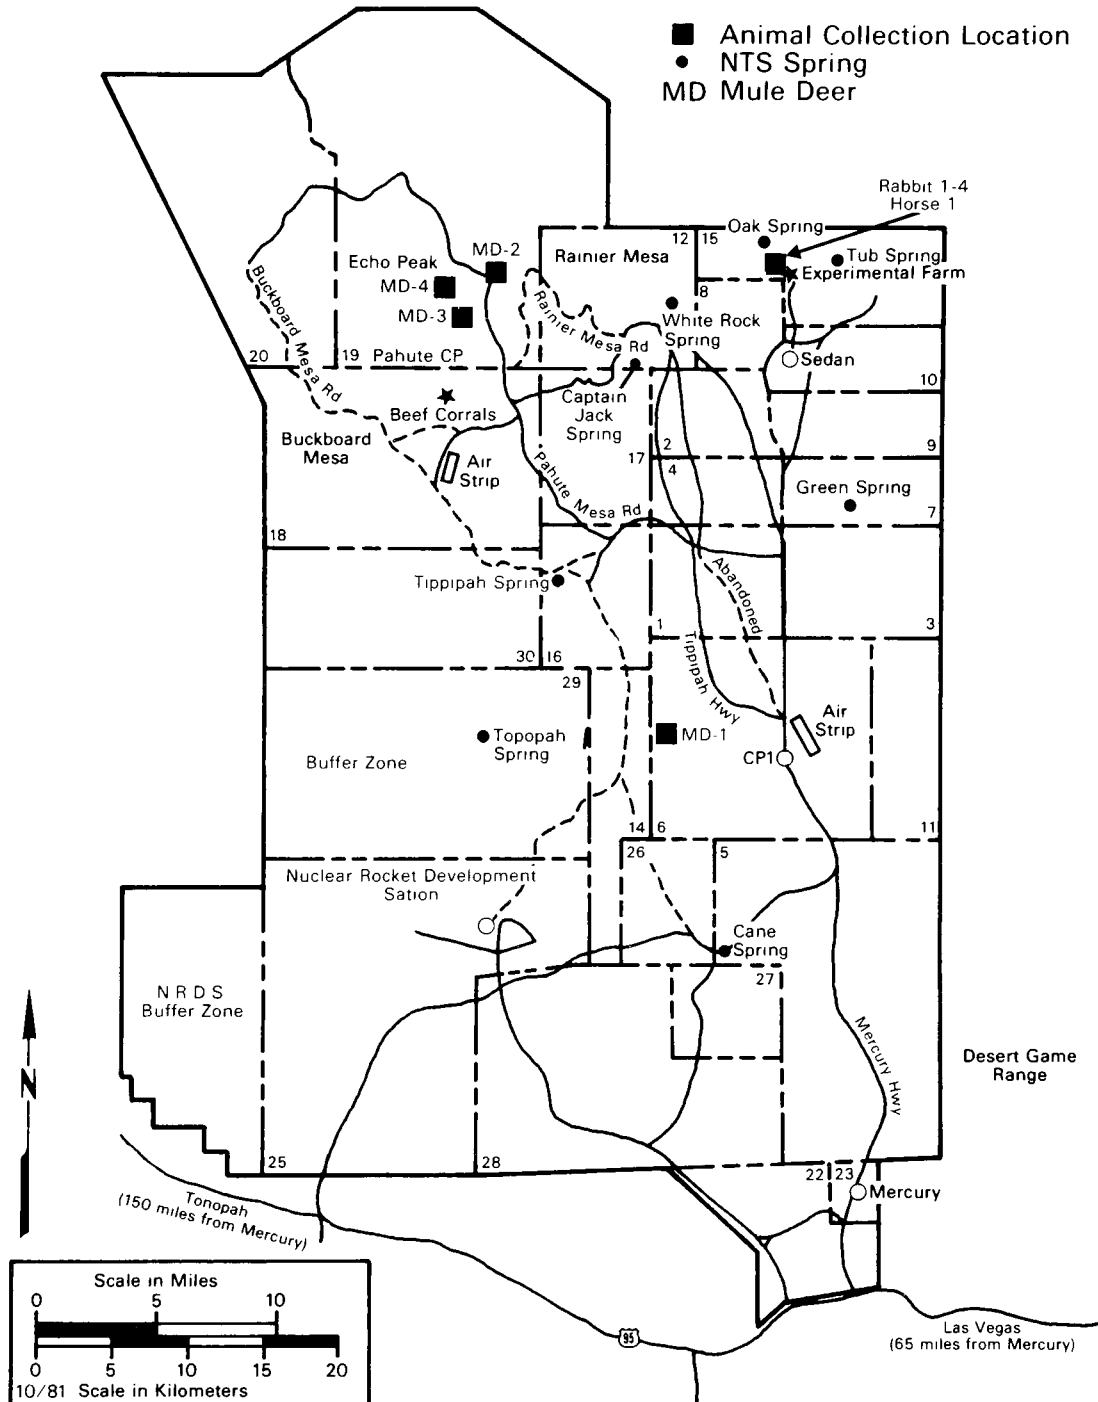 Animal Collection Location
NTS Spring
MD Mule Deer
Rabbit 1-4
Horse 1
Oak Spring
12
15
Tub Spring
Experimental Farm
MD-2
Rainier Mesa
Echo Peak
MD-4
MD-3
8
White Rock
Spring
Rainier Mesa Rd
Buckboard Mesa Rd
20
19
Pahute CP
Sedan
10
Beef Corrals
Captain
Jack
Spring
Buckboard
Mesa
Air
Strip
Pahute Mesa Rd
17
2
4
9
Green Spring
7
18
Tippipah Spring
Abandoned
1
3
Tippipah Hwy
30
16
29
Topopah
Spring
MD-1
Air
Strip
CP1
Buffer Zone
14
6
11
26
5
Nuclear Rocket Development
Sation
Cane
Spring
27
N R D S
Buffer Zone
Mercury Hwy
Desert Game
Range
N
25
28
22
23
Mercury
Tonopah
(150 miles from Mercury)
Scale in Miles
0 5 10
0 5 10 15 20
10/81 Scale in Kilometers
95
Las Vegas
(65 miles from Mercury)